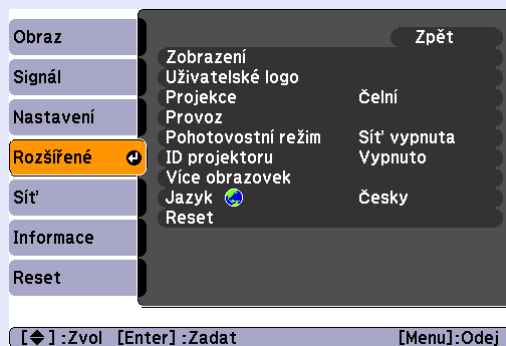 Obraz
Signál
Nastavení
Rozšířené
Síť
Informace
Reset
Zpět
Zobrazení
Uživatelské logo
Projekce Čelní
Provoz
Pohotovostní režim Síť vypnuta
ID projektoru Vypnuto
Více obrazovek
Jazyk Česky
Reset
[◆] :Zvol [Enter] :Zadat [Menu]:Odej